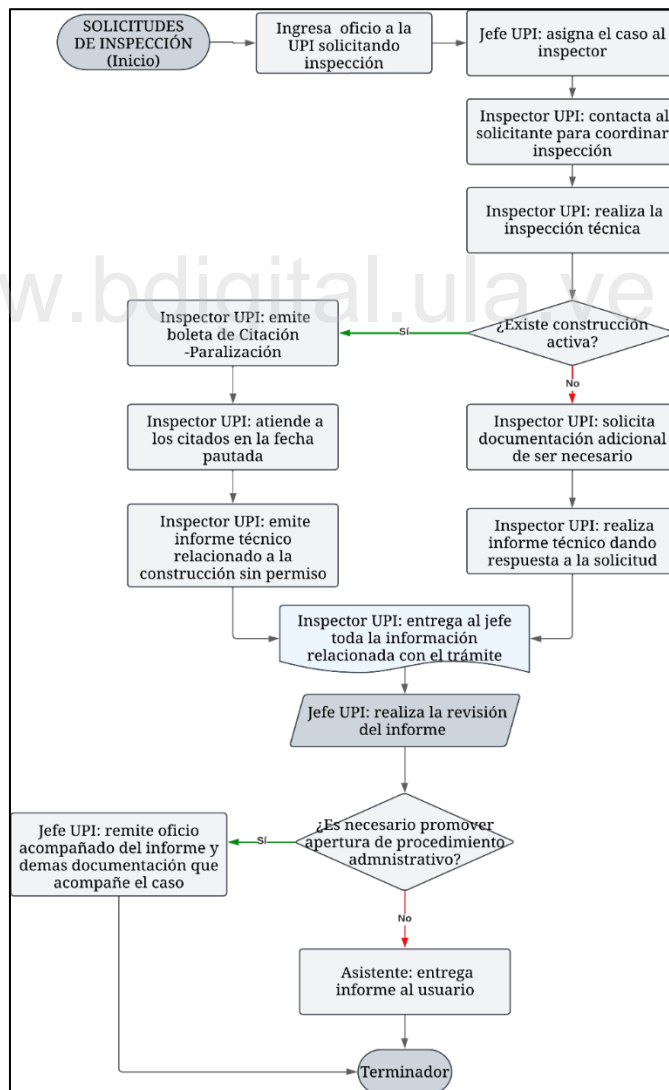 SOLICITUDES
DE INSPECCIÓN
(Inicio)
Ingresa oficio a la
UPI solicitando
inspección
Jefe UPI: asigna el caso al
inspector
Inspector UPI: contacta al
solicitante para coordinar
inspección
Inspector UPI: realiza la
inspección técnica
w.bdigital.ula.ve
¿Existe construcción
activa?
Sí
No
Inspector UPI: emite
boleta de Citación
-Paralización
Inspector UPI: atiende a
los citados en la fecha
pautada
Inspector UPI: emite
informe técnico
relacionado a la
construcción sin permiso
Inspector UPI: solicita
documentación adicional
de ser necesario
Inspector UPI: realiza
informe técnico dando
respuesta a la solicitud
Inspector UPI: entrega al jefe
toda la información
relacionada con el trámite
Jefe UPI: realiza la revisión
del informe
¿Es necesario promover
apertura de procedimiento
admnistrativo?
Sí
No
Jefe UPI: remite oficio
acompañado del informe y
demas documentación que
acompañe el caso
Asistente: entrega
informe al usuario
Terminador